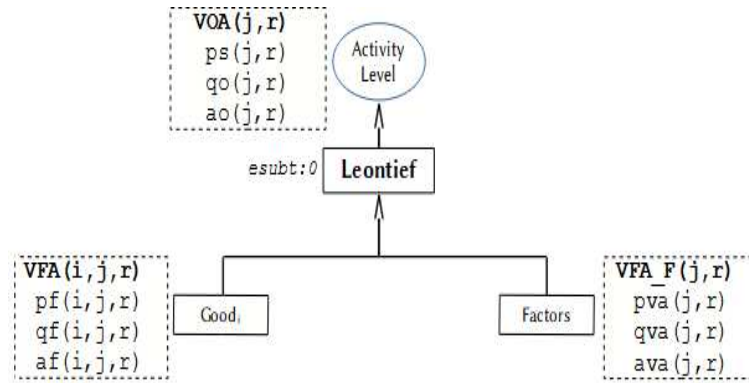 VOA(j,r)
ps(j,r)
qo(j,r)
ao(j,r)
Activity
Level
esubt:0
Leontief
VFA(i,j,r)
pf(i,j,r)
qf(i,j,r)
af(i,j,r)
Goodᵢ
Factors
VFA_F(j,r)
pva(j,r)
qva(j,r)
ava(j,r)